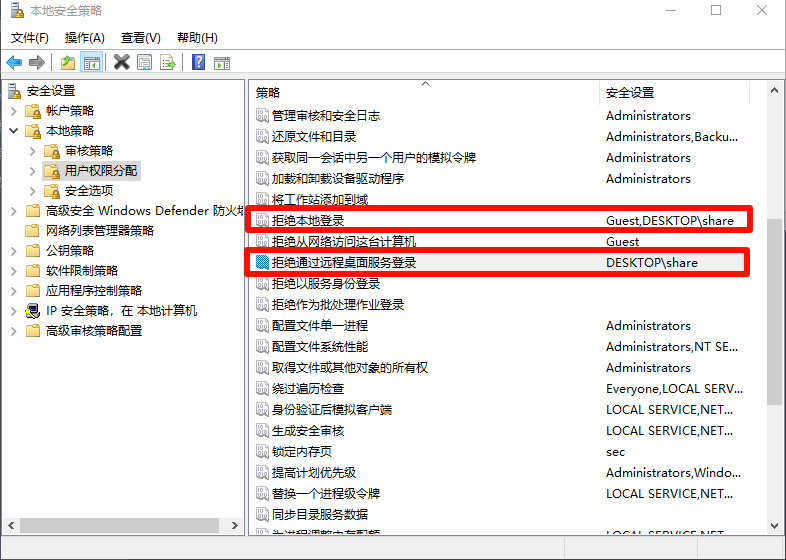 本地安全策略
文件(F) 操作(A) 查看(V) 帮助(H)
安全设置
帐户策略
本地策略
审核策略
用户权限分配
安全选项
高级安全 Windows Defender 防火墙
网络列表管理器策略
公钥策略
软件限制策略
应用程序控制策略
IP 安全策略，在 本地计算机
高级审核策略配置
策略 安全设置
管理审核和安全日志 Administrators
还原文件和目录 Administrators,Backu...
获取同一会话中另一个用户的模拟令牌 Administrators
加载和卸载设备驱动程序 Administrators
将工作站添加到域
拒绝本地登录 Guest,DESKTOP\share
拒绝从网络访问这台计算机 Guest
拒绝通过远程桌面服务登录 DESKTOP\share
拒绝以服务身份登录
拒绝作为批处理作业登录
配置文件单一进程 Administrators
配置文件系统性能 Administrators,NT SE...
取得文件或其他对象的所有权 Administrators
绕过遍历检查 Everyone,LOCAL SERV...
身份验证后模拟客户端 LOCAL SERVICE,NET...
生成安全审核 LOCAL SERVICE,NET...
锁定内存页 sec
提高计划优先级 Administrators,Windo...
替换一个进程级令牌 LOCAL SERVICE,NET...
同步目录服务数据
为进程调整内存配额 LOCAL SERVICE,NET...